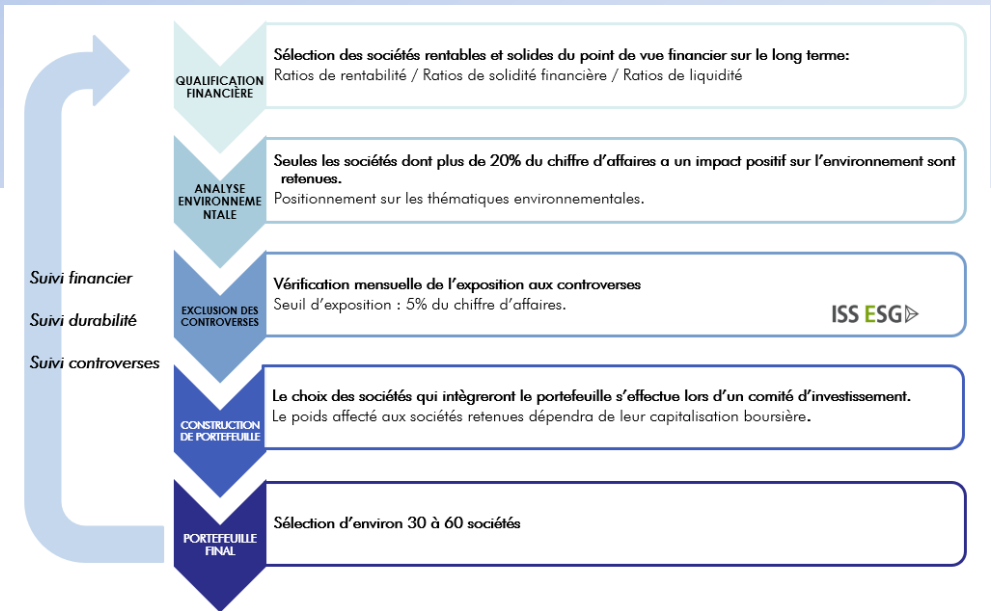 QUALIFICATION
FINANCIÈRE
Sélection des sociétés rentables et solides du point de vue financier sur le long terme:
Ratios de rentabilité / Ratios de solidité financière / Ratios de liquidité
ANALYSE
ENVIRONNEME
NTALE
Seules les sociétés dont plus de 20% du chiffre d’affaires a un impact positif sur l’environnement sont
retenues.
Positionnement sur les thématiques environnementales.
Suivi financier
Suivi durabilité
Suivi controverses
EXCLUSION DES
CONTROVERSES
Vérification mensuelle de l’exposition aux controverses
Seuil d’exposition : 5% du chiffre d’affaires.
ISS ESG
CONSTRUCTION
DE PORTEFEUILLE
Le choix des sociétés qui intègreront le portefeuille s’effectue lors d’un comité d’investissement.
Le poids affecté aux sociétés retenues dépendra de leur capitalisation boursière.
PORTEFEUILLE
FINAL
Sélection d’environ 30 à 60 sociétés